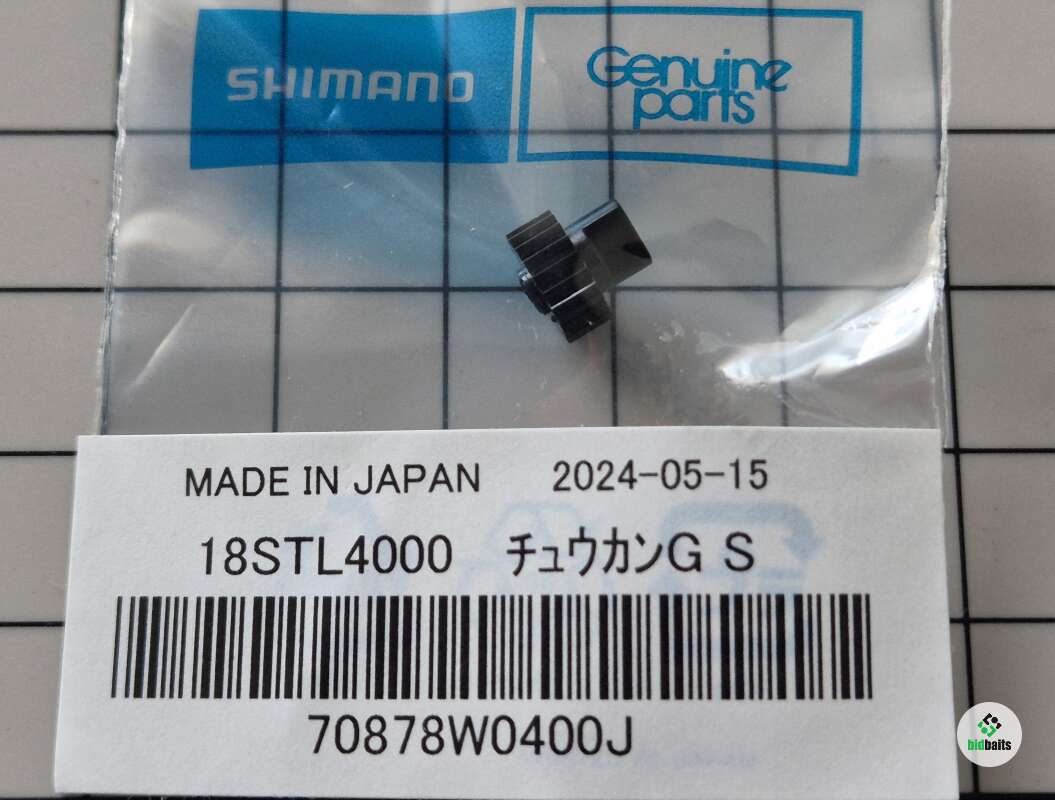 SHIMANO
Genuine
parts
MADE IN JAPAN 2024-05-15
18STL4000 チュウカンG S
70878W0400J
bidbaits